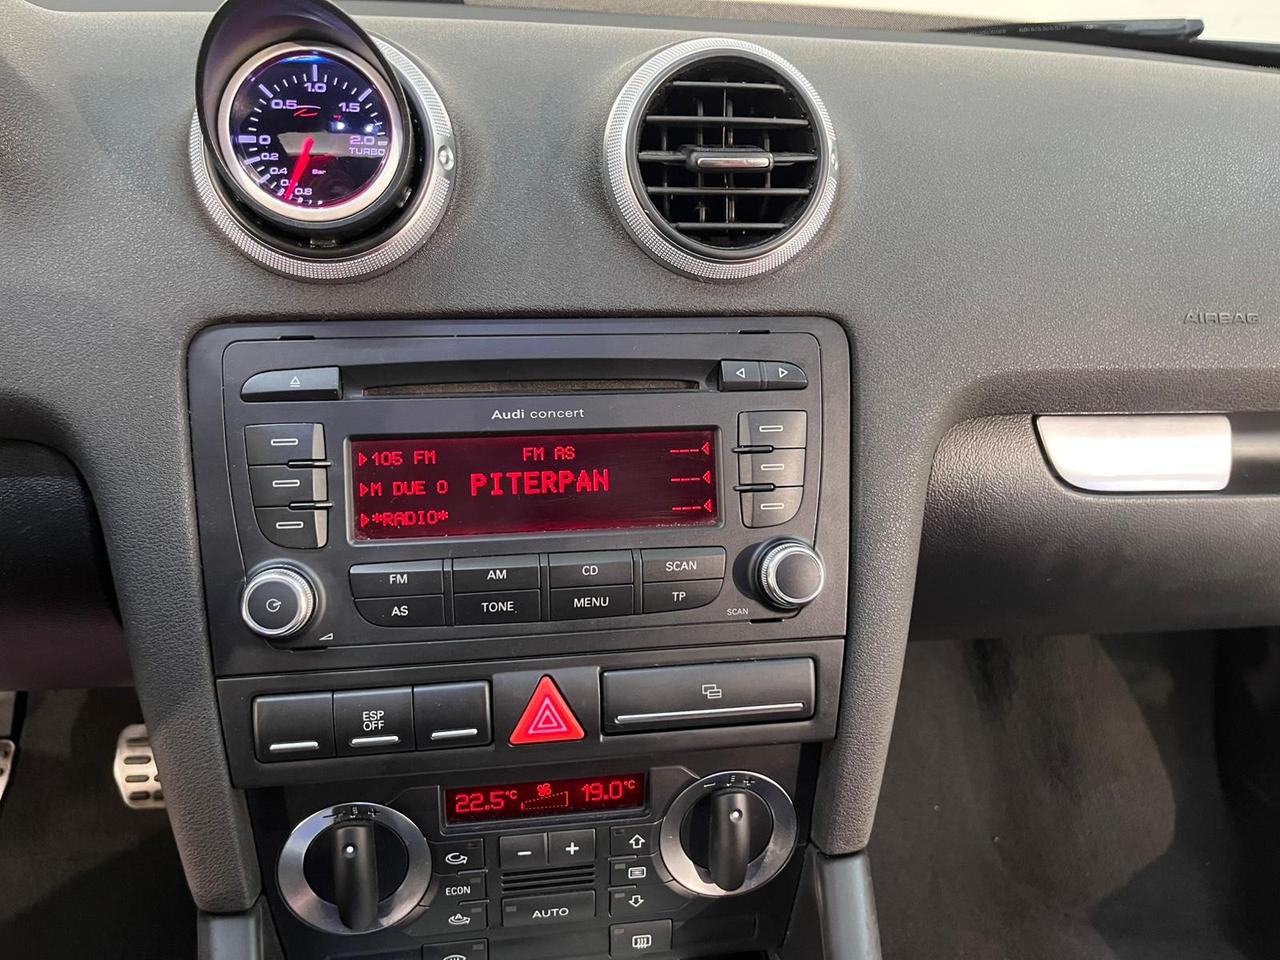 1.0
0.5 1.5
0 2.0
TURBO
0.2
0.4
Bar
0.8
AIRBAG
Audi concert
105 FM FM AS
M DUE O PITERPAN
*RADIO*
FM AM CD SCAN
AS TONE MENU TP
SCAN
ESP
OFF
22.5°C 19.0°C
- +
ECON
AUTO